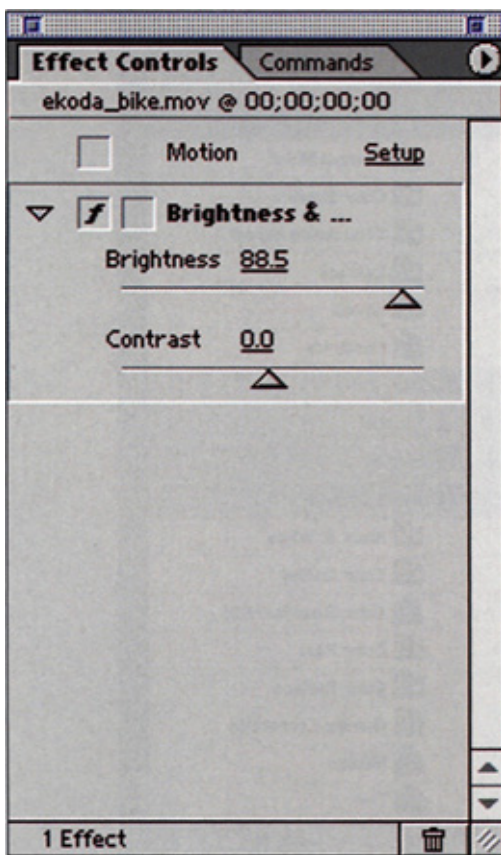 Effect Controls Commands
ekoda_bike.mov @ 00;00;00;00
Motion Setup
f Brightness & ...
Brightness 88.5
Contrast 0.0
1 Effect